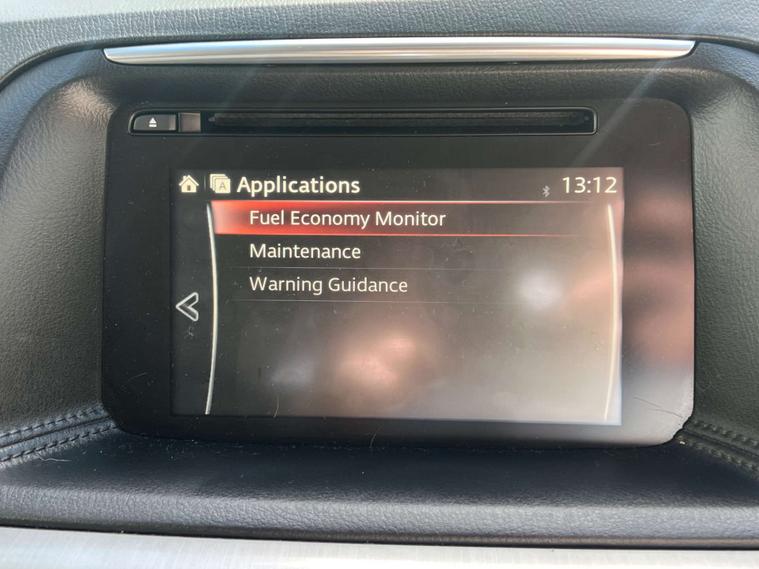 Applications 13:12
Fuel Economy Monitor
Maintenance
Warning Guidance